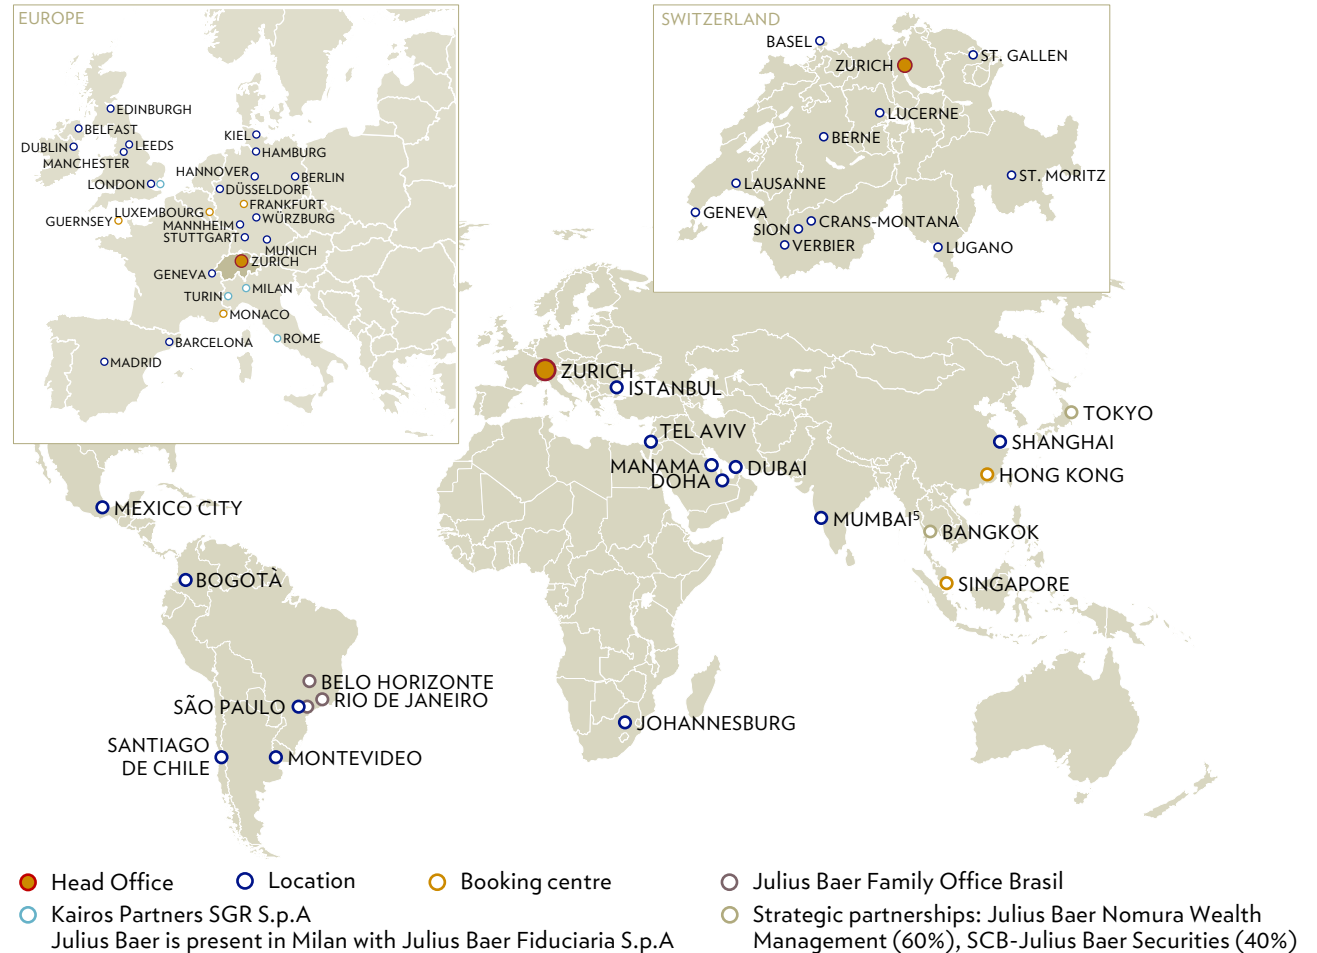 EUROPE
EDINBURGH
BELFAST
DUBLIN
LEEDS
MANCHESTER
LONDON
GUERNSEY
KIEL
HAMBURG
HANNOVER
BERLIN
DÜSSELDORF
FRANKFURT
LUXEMBOURG
WÜRZBURG
MANNHEIM
STUTTGART
MUNICH
ZURICH
GENEVA
MILAN
TURIN
MONACO
ROME
BARCELONA
MADRID
SWITZERLAND
BASEL
ST. GALLEN
ZURICH
LUCERNE
BERNE
ST. MORITZ
LAUSANNE
GENEVA
CRANS-MONTANA
SION
VERBIER
LUGANO
ZURICH
ISTANBUL
TOKYO
TEL AVIV
SHANGHAI
MANAMA
DUBAI
DOHA
HONG KONG
MEXICO CITY
MUMBAI⁵
BANGKOK
BOGOTÀ
SINGAPORE
BELO HORIZONTE
RIO DE JANEIRO
SÃO PAULO
JOHANNESBURG
SANTIAGO
DE CHILE
MONTEVIDEO
Head Office
Location
Booking centre
Julius Baer Family Office Brasil
Kairos Partners SGR S.p.A
Julius Baer is present in Milan with Julius Baer Fiduciaria S.p.A
Strategic partnerships: Julius Baer Nomura Wealth
Management (60%), SCB-Julius Baer Securities (40%)